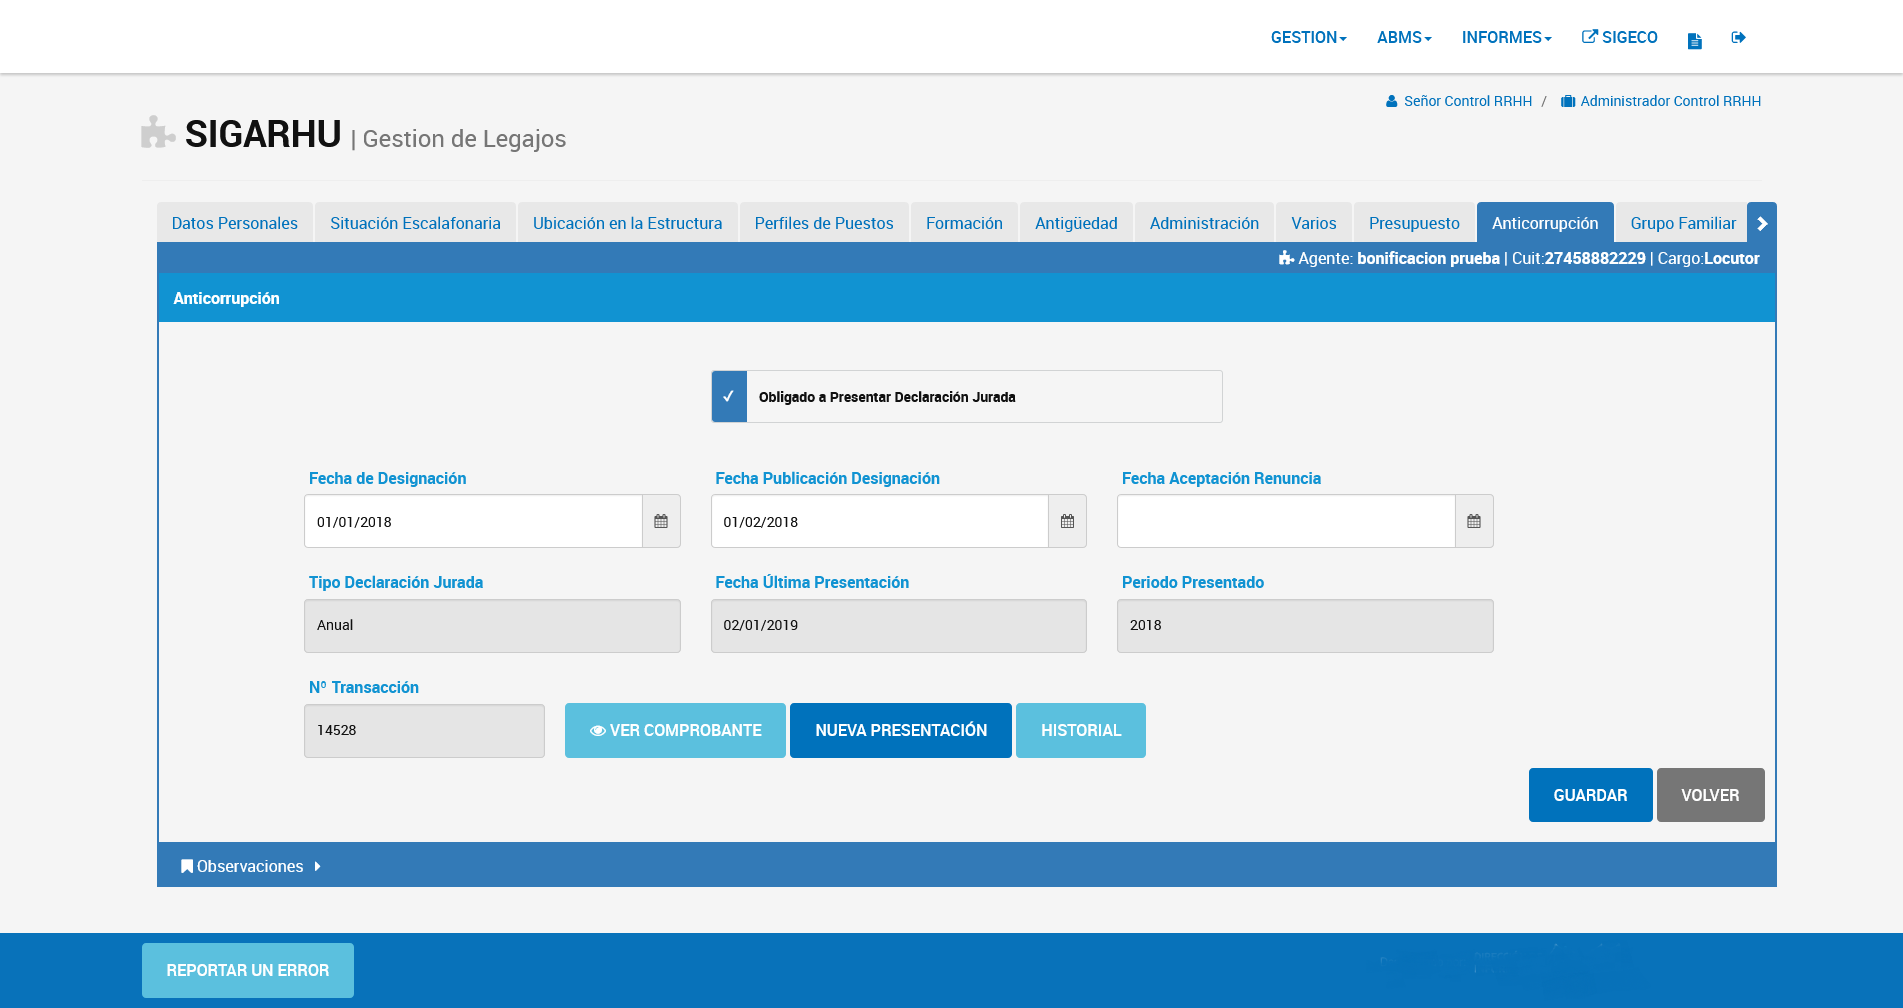 GESTION ABMS INFORMES SIGECO
Señor Control RRHH / Administrador Control RRHH
SIGARHU | Gestion de Legajos
Datos Personales Situación Escalafonaria Ubicación en la Estructura Perfiles de Puestos Formación Antigüedad Administración Varios Presupuesto Anticorrupción Grupo Familiar
Agente: bonificacion prueba | Cuit:27458882229 | Cargo:Locutor
Anticorrupción
Obligado a Presentar Declaración Jurada
Fecha de Designación Fecha Publicación Designación Fecha Aceptación Renuncia
01/01/2018 01/02/2018
Tipo Declaración Jurada Fecha Última Presentación Periodo Presentado
Anual 02/01/2019 2018
Nº Transacción
14528 VER COMPROBANTE NUEVA PRESENTACIÓN HISTORIAL
GUARDAR VOLVER
Observaciones
REPORTAR UN ERROR